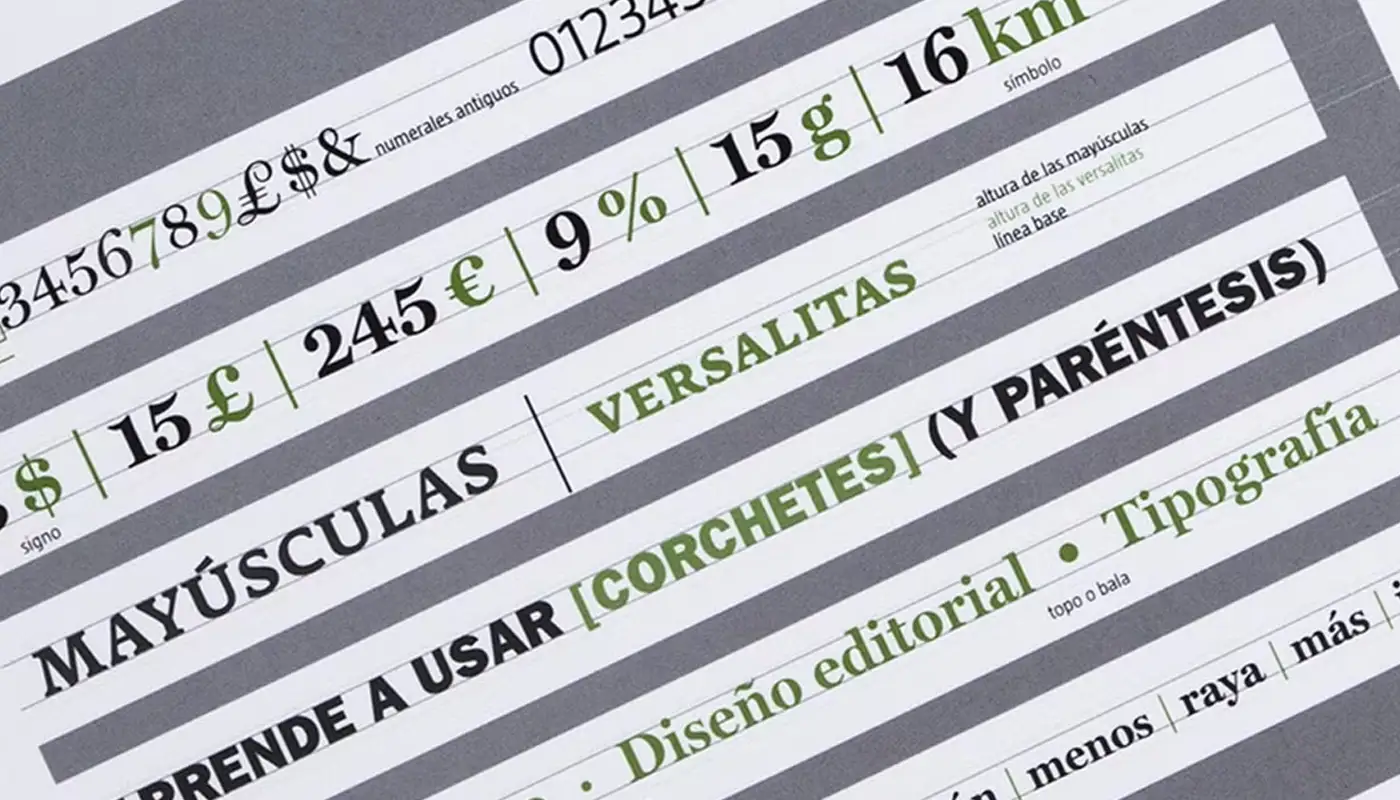 012345
3456789£$& numerales antiguos
$ | 15 £ | 245 € | 9 % | 15 g | 16 km
signo
símbolo
MAYÚSCULAS | VERSALITAS
altura de las mayúsculas
altura de las versalitas
línea base
PRENDE A USAR [CORCHETES] (Y PARÉNTESIS)
· Diseño editorial • Tipografía
topo o bala
menos | raya | más |